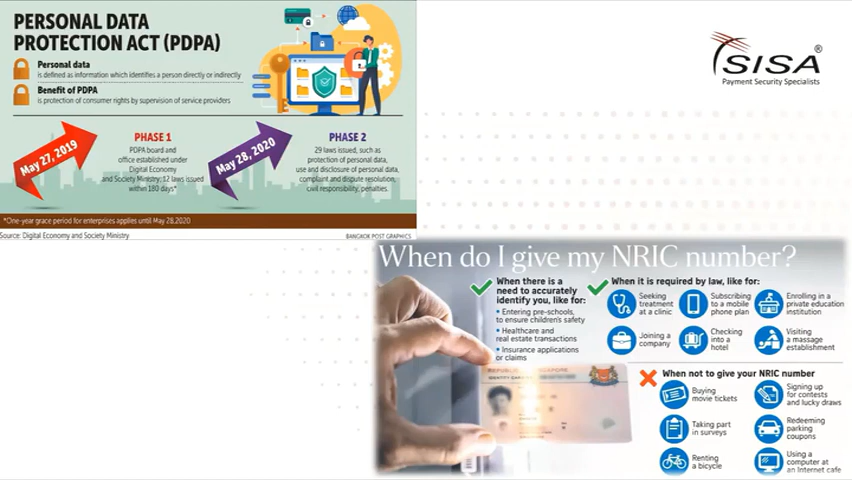 PERSONAL DATA
PROTECTION ACT (PDPA)
Personal data
is defined as information which identifies a person directly or indirectly
Benefit of PDPA
is protection of consumer rights by supervision of service providers
May 27, 2019
PHASE 1
PDPA board and
office established under
Digital Economy
and Society Ministry; 12 laws issued
within 180 days*
May 28, 2020
PHASE 2
29 laws issued, such as
protection of personal data,
use and disclosure of personal data,
complaint and dispute resolution,
civil responsibility, penalties.
*One-year grace period for enterprises applies until May 28,2020
Source: Digital Economy and Society Ministry
BANGKOK POST GRAPHICS
SISA®
Payment Security Specialists
When do I give my NRIC number?
When there is a
need to accurately
identify you, like for:
• Entering pre-schools,
to ensure children's safety
• Healthcare and
real estate transactions
• Insurance applications
or claims
When it is required by law, like for:
Seeking
treatment
at a clinic
Subscribing
to a mobile
phone plan
Enrolling in a
private education
institution
Joining a
company
Checking
into a
hotel
Visiting
a massage
establishment
REPUBLIC SINGAPORE
IDENTITY CARD
When not to give your NRIC number
Buying
movie tickets
Signing up
for contests
and lucky draws
Taking part
in surveys
Redeeming
parking
coupons
Renting
a bicycle
Using a
computer at
an Internet cafe